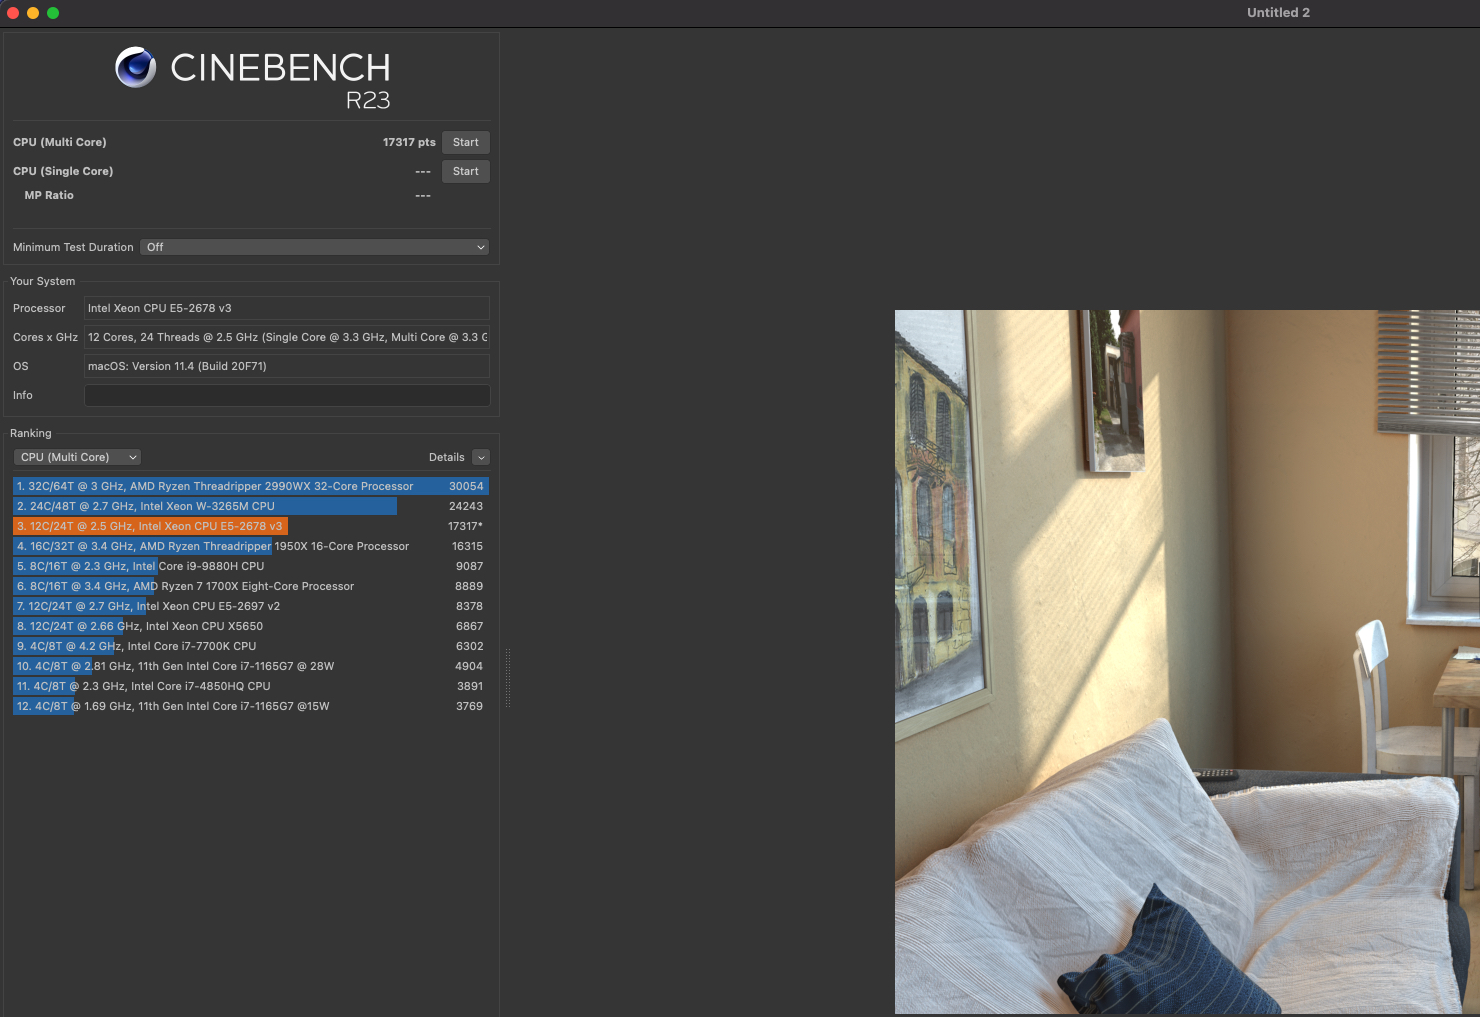 Untitled 2
CINEBENCH
R23
CPU (Multi Core) 17317 pts Start
CPU (Single Core) --- Start
MP Ratio ---
Minimum Test Duration Off
Your System
Processor Intel Xeon CPU E5-2678 v3
Cores x GHz 12 Cores, 24 Threads @ 2.5 GHz (Single Core @ 3.3 GHz, Multi Core @ 3.3 G
OS macOS: Version 11.4 (Build 20F71)
Info
Ranking
CPU (Multi Core) Details
1. 32C/64T @ 3 GHz, AMD Ryzen Threadripper 2990WX 32-Core Processor 30054
2. 24C/48T @ 2.7 GHz, Intel Xeon W-3265M CPU 24243
3. 12C/24T @ 2.5 GHz, Intel Xeon CPU E5-2678 v3 17317*
4. 16C/32T @ 3.4 GHz, AMD Ryzen Threadripper 1950X 16-Core Processor 16315
5. 8C/16T @ 2.3 GHz, Intel Core i9-9880H CPU 9087
6. 8C/16T @ 3.4 GHz, AMD Ryzen 7 1700X Eight-Core Processor 8889
7. 12C/24T @ 2.7 GHz, Intel Xeon CPU E5-2697 v2 8378
8. 12C/24T @ 2.66 GHz, Intel Xeon CPU X5650 6867
9. 4C/8T @ 4.2 GHz, Intel Core i7-7700K CPU 6302
10. 4C/8T @ 2.81 GHz, 11th Gen Intel Core i7-1165G7 @ 28W 4904
11. 4C/8T @ 2.3 GHz, Intel Core i7-4850HQ CPU 3891
12. 4C/8T @ 1.69 GHz, 11th Gen Intel Core i7-1165G7 @15W 3769